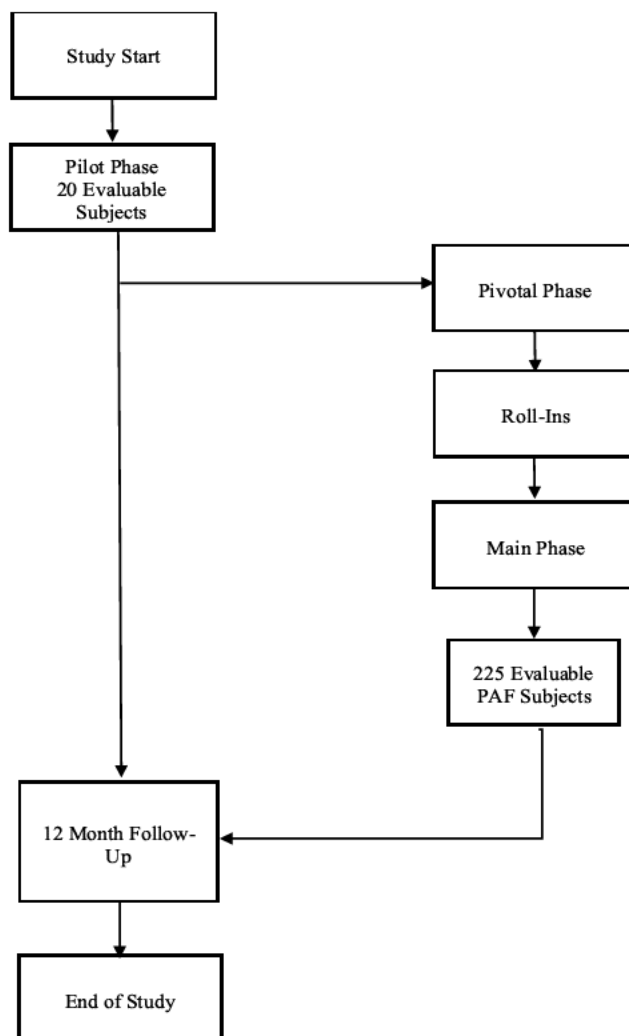 Study Start
Pilot Phase
20 Evaluable
Subjects
Pivotal Phase
Roll-Ins
Main Phase
225 Evaluable
PAF Subjects
12 Month Follow-
Up
End of Study